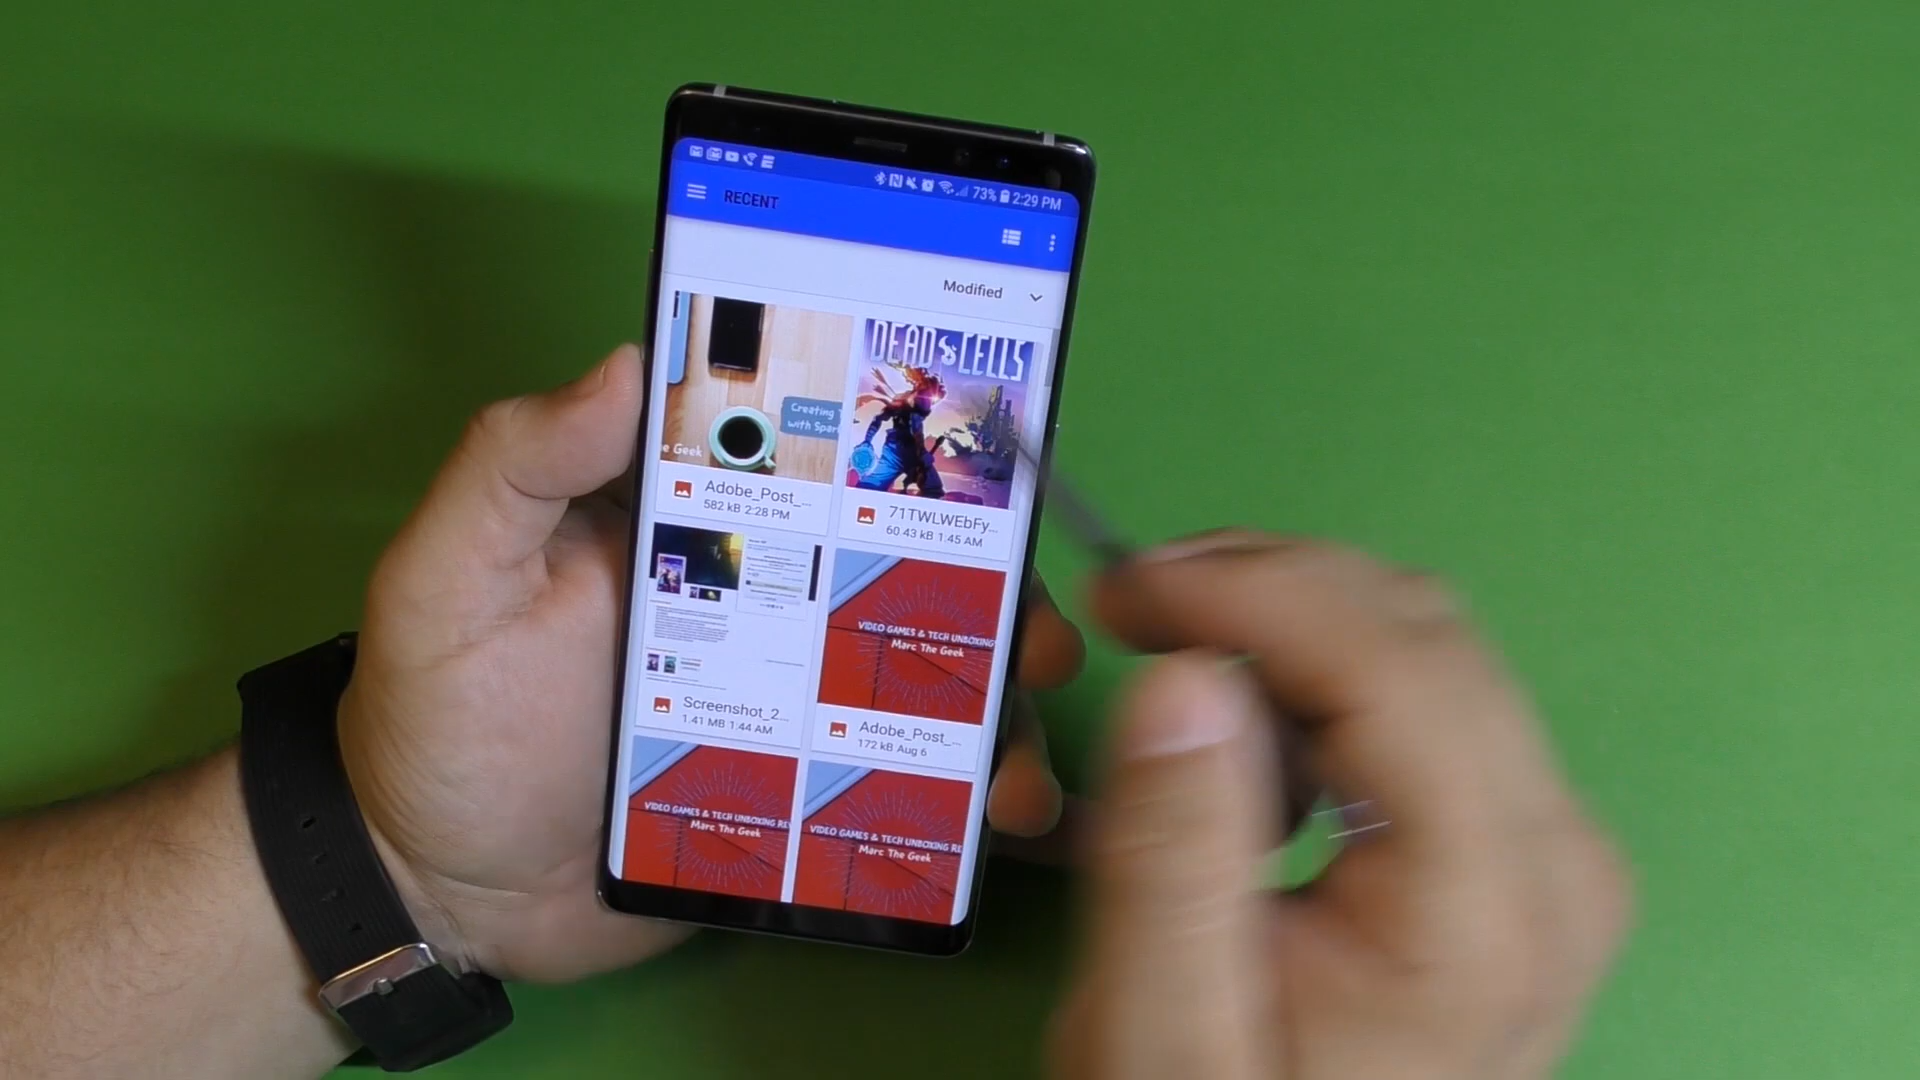 73% 2:29 PM
RECENT
Modified
Creating
with Spar
e Geek
DEAD CELLS
Adobe_Post_...
582 kB 2:28 PM
71TWLWEbFy...
60.43 kB 1:45 AM
Screenshot_2...
1.41 MB 1:44 AM
VIDEO GAMES & TECH UNBOXING
Marc The Geek
Adobe_Post_...
172 kB Aug 6
VIDEO GAMES & TECH UNBOXING RE
Marc The Geek
VIDEO GAMES & TECH UNBOXING RE
Marc The Geek